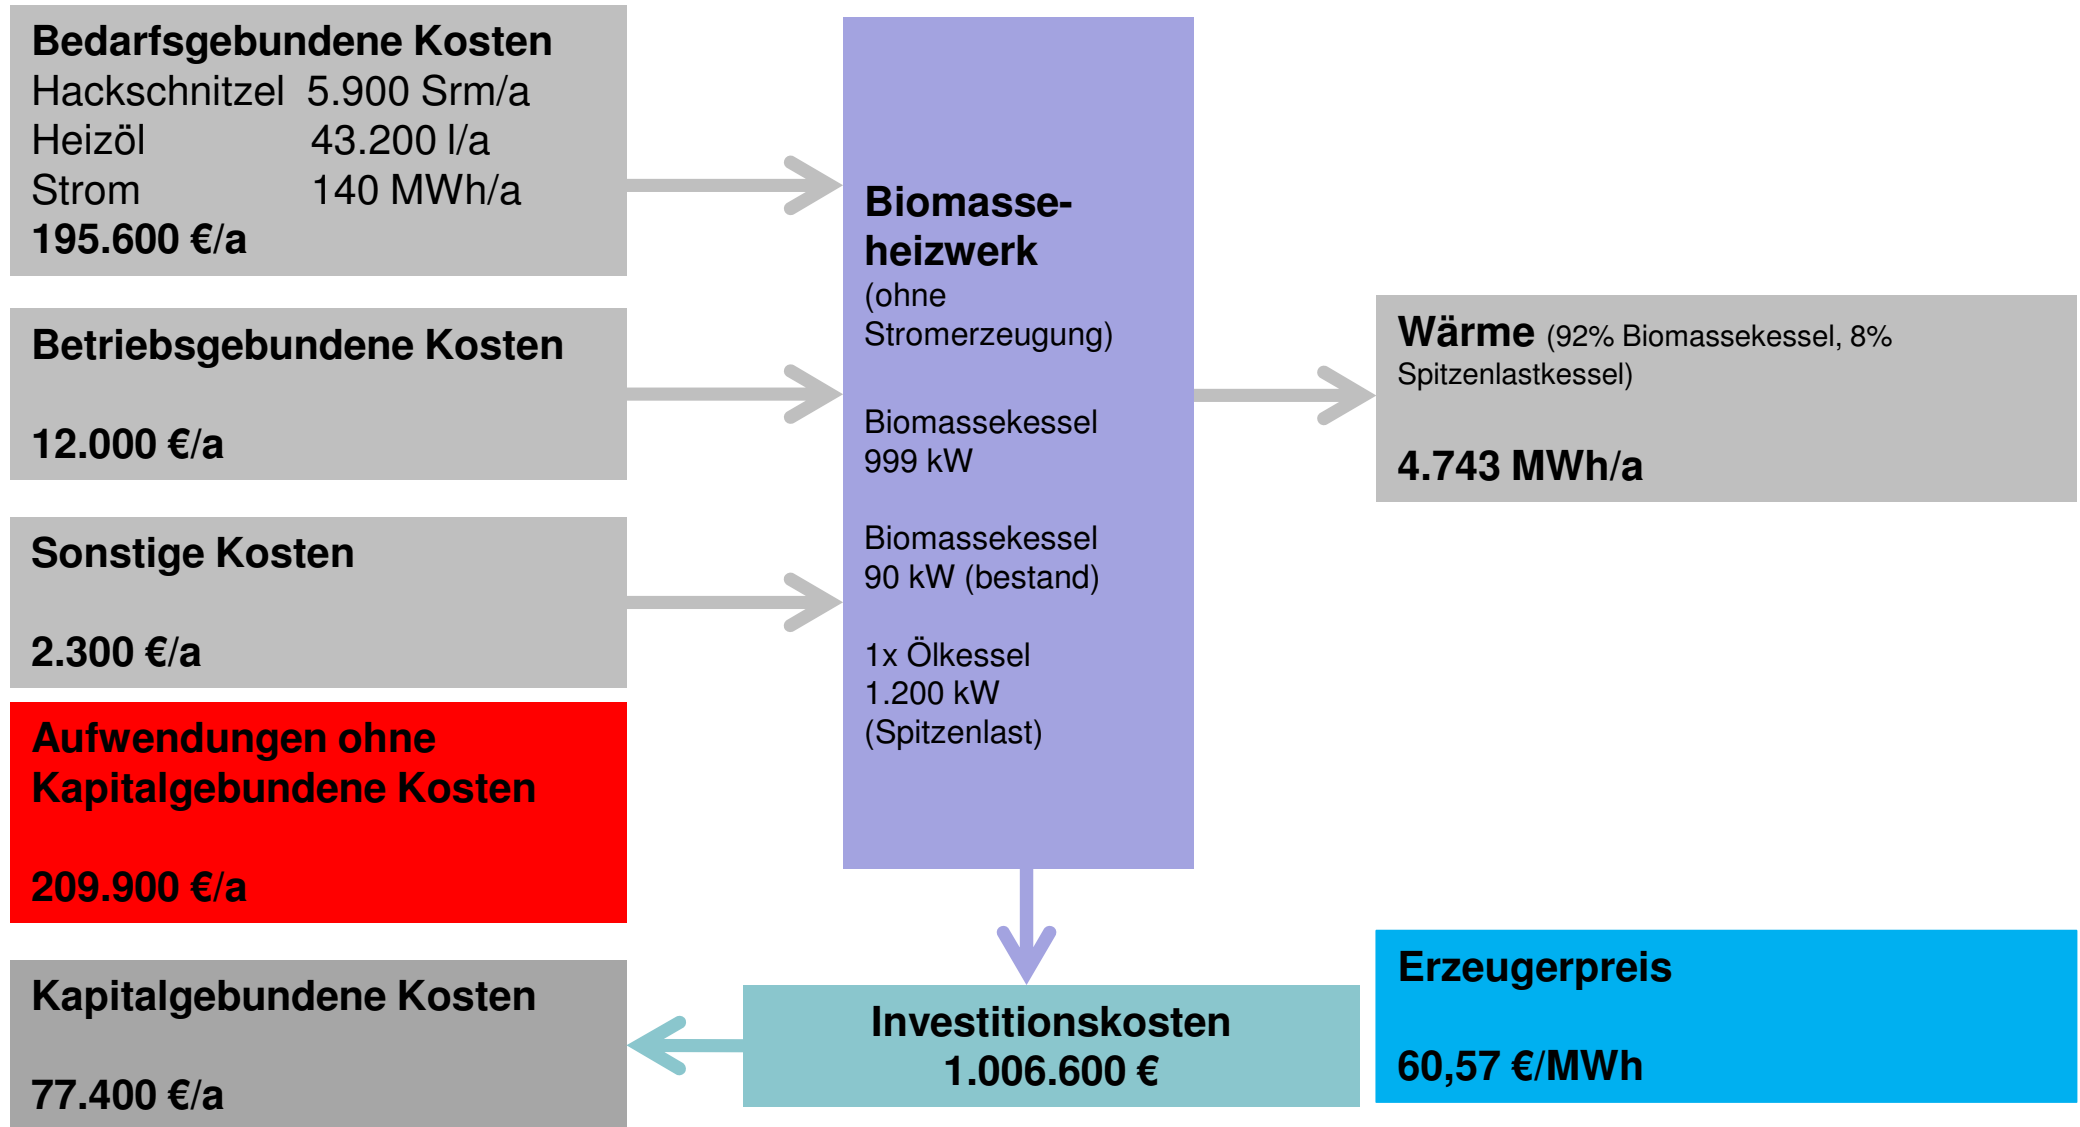 Bedarfsgebundene Kosten
Hackschnitzel 5.900 Srm/a
Heizöl 43.200 l/a
Strom 140 MWh/a
195.600 €/a
Betriebsgebundene Kosten
12.000 €/a
Sonstige Kosten
2.300 €/a
Aufwendungen ohne
Kapitalgebundene Kosten
209.900 €/a
Kapitalgebundene Kosten
77.400 €/a
Biomasse-
heizwerk
(ohne
Stromerzeugung)
Biomassekessel
999 kW
Biomassekessel
90 kW (bestand)
1x Ölkessel
1.200 kW
(Spitzenlast)
Investitionskosten
1.006.600 €
Wärme (92% Biomassekessel, 8%
Spitzenlastkessel)
4.743 MWh/a
Erzeugerpreis
60,57 €/MWh